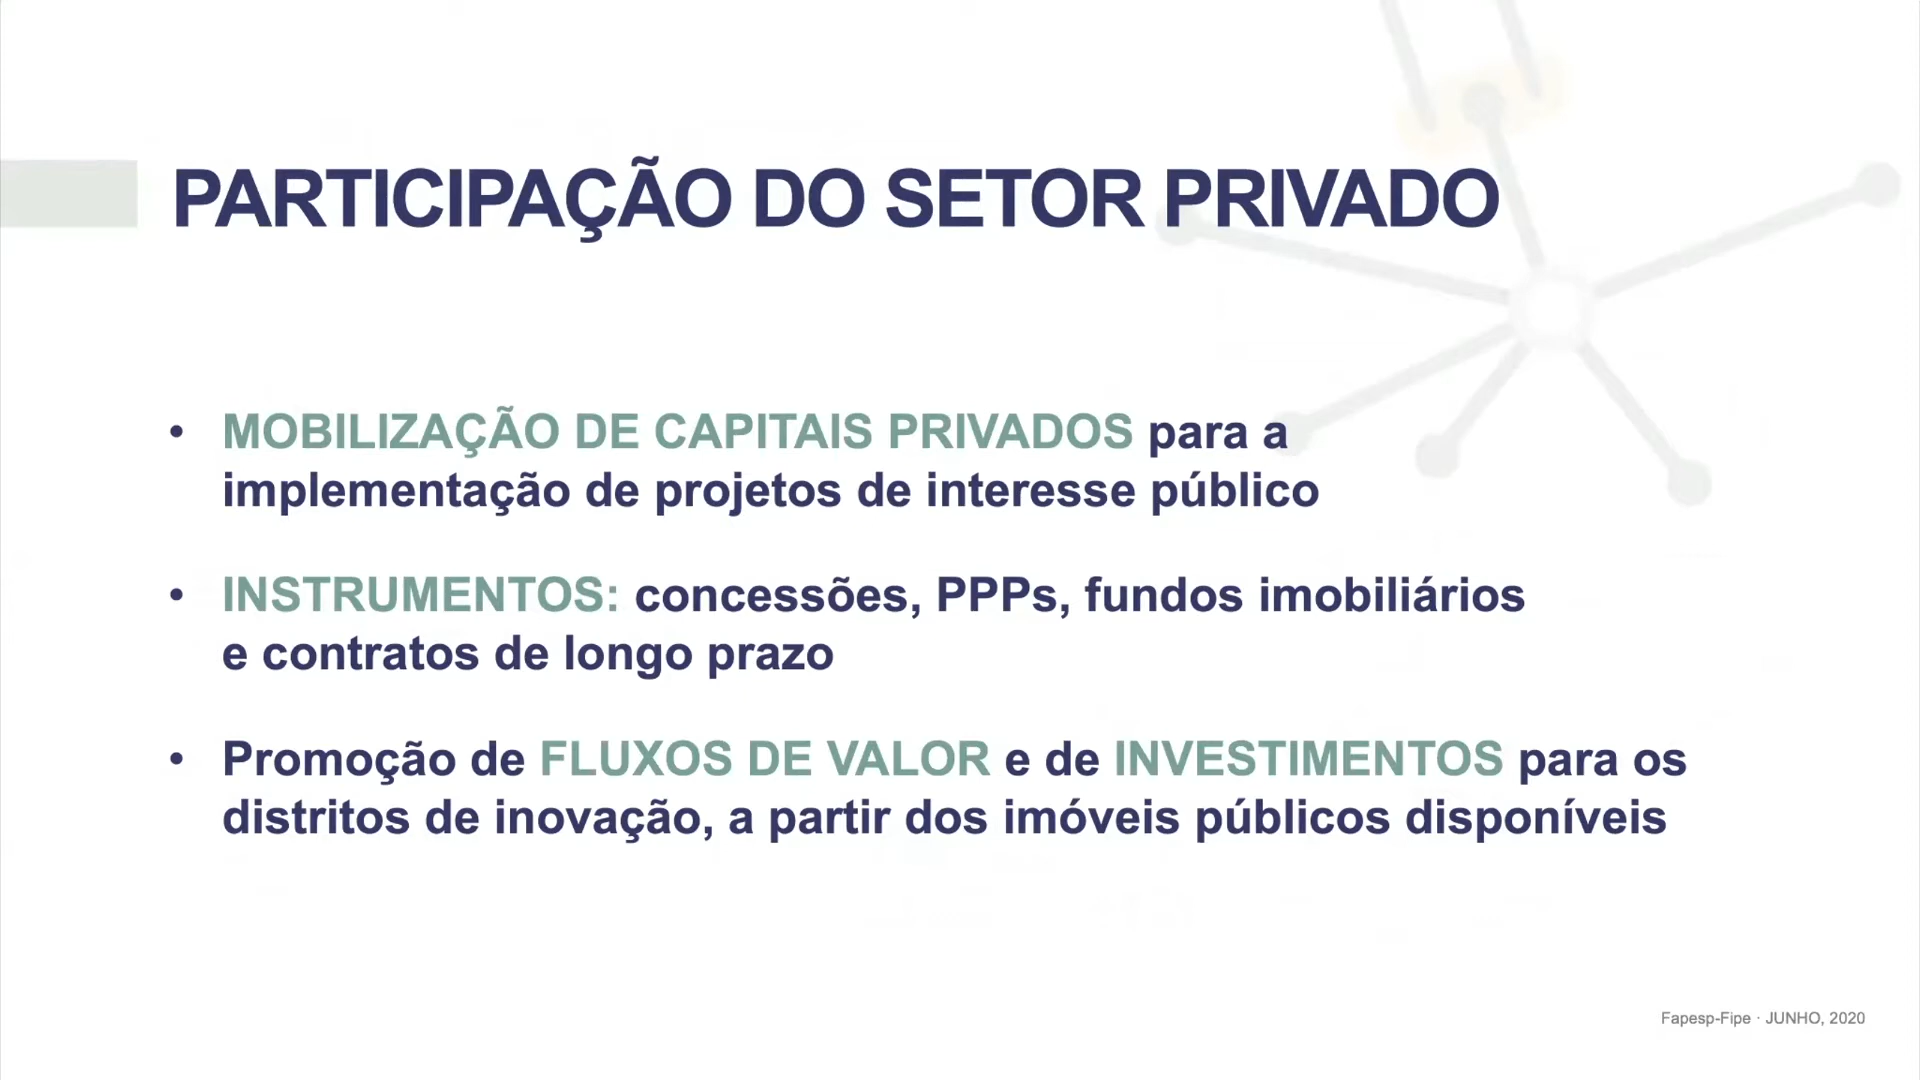 PARTICIPAÇÃO DO SETOR PRIVADO
• MOBILIZAÇÃO DE CAPITAIS PRIVADOS para a
implementação de projetos de interesse público
• INSTRUMENTOS: concessões, PPPs, fundos imobiliários
e contratos de longo prazo
• Promoção de FLUXOS DE VALOR e de INVESTIMENTOS para os
distritos de inovação, a partir dos imóveis públicos disponíveis
Fapesp-Fipe · JUNHO, 2020